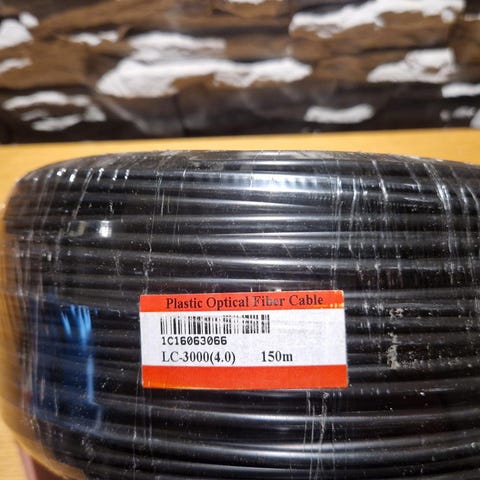 Plastic Optical Fiber Cable
1C16063066
LC-3000(4.0) 150m